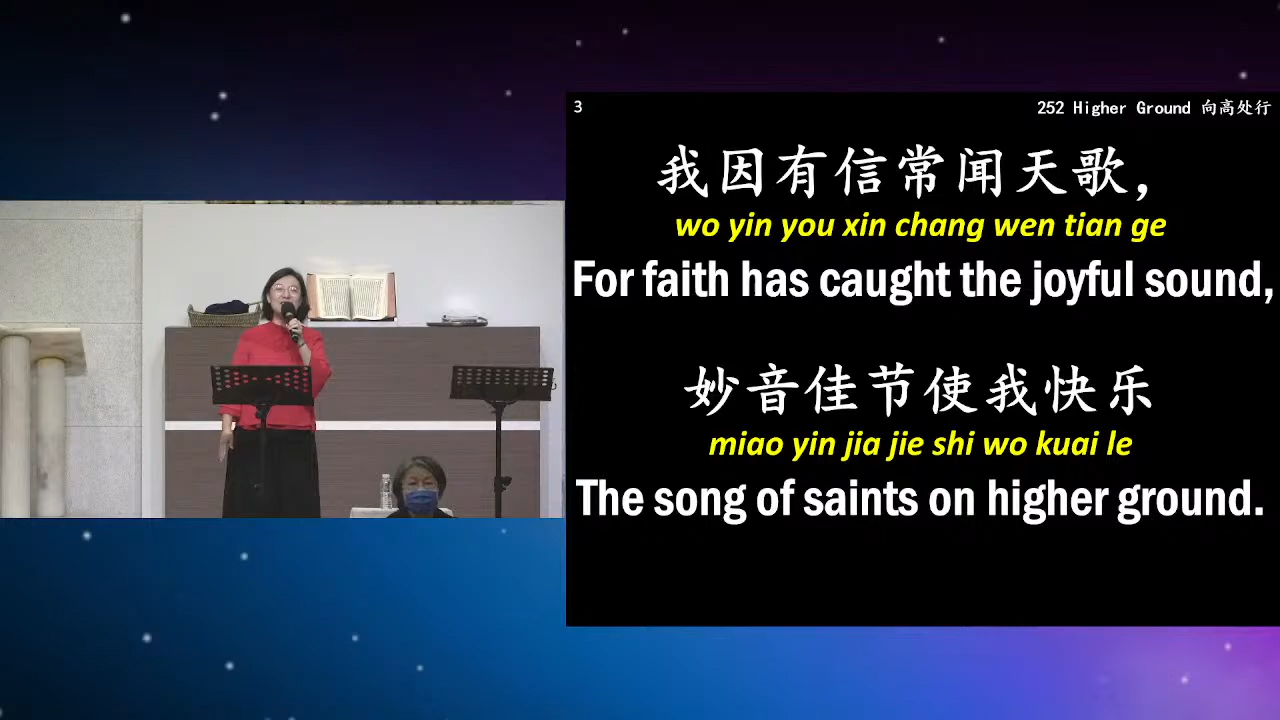 3
252 Higher Ground 向高处行
我因有信常闻天歌，
wo yin you xin chang wen tian ge
For faith has caught the joyful sound,
妙音佳节使我快乐
miao yin jia jie shi wo kuai le
The song of saints on higher ground.